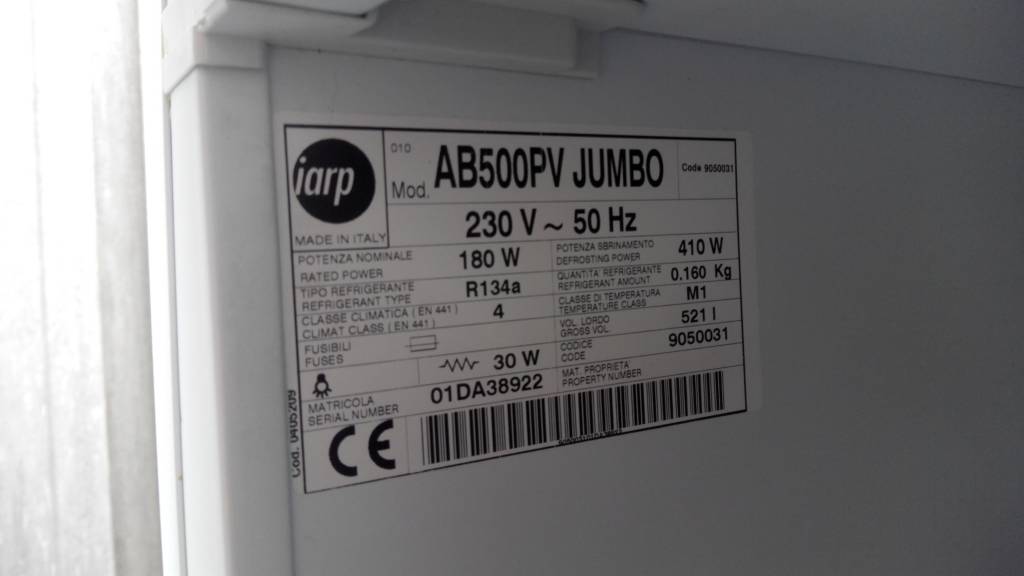 iarp
MADE IN ITALY
010
Mod. AB500PV JUMBO
Code 9050031
230 V ~ 50 Hz
POTENZA NOMINALE
RATED POWER
180 W
POTENZA SBRINAMENTO
DEFROSTING POWER
410 W
TIPO REFRIGERANTE
REFRIGERANT TYPE
R134a
QUANTITA' REFRIGERANTE
REFRIGERANT AMOUNT
0.160 Kg
CLASSE CLIMATICA (EN 441)
CLIMAT CLASS (EN 441)
4
CLASSE DI TEMPERATURA
TEMPERATURE CLASS
M1
FUSIBILI
FUSES
VOL. LORDO
GROSS VOL.
521 l
30 W
CODICE
CODE
9050031
MATRICOLA
SERIAL NUMBER
01DA38922
MAT. PROPRIETA
PROPERTY NUMBER
CE
Cod. 0405209